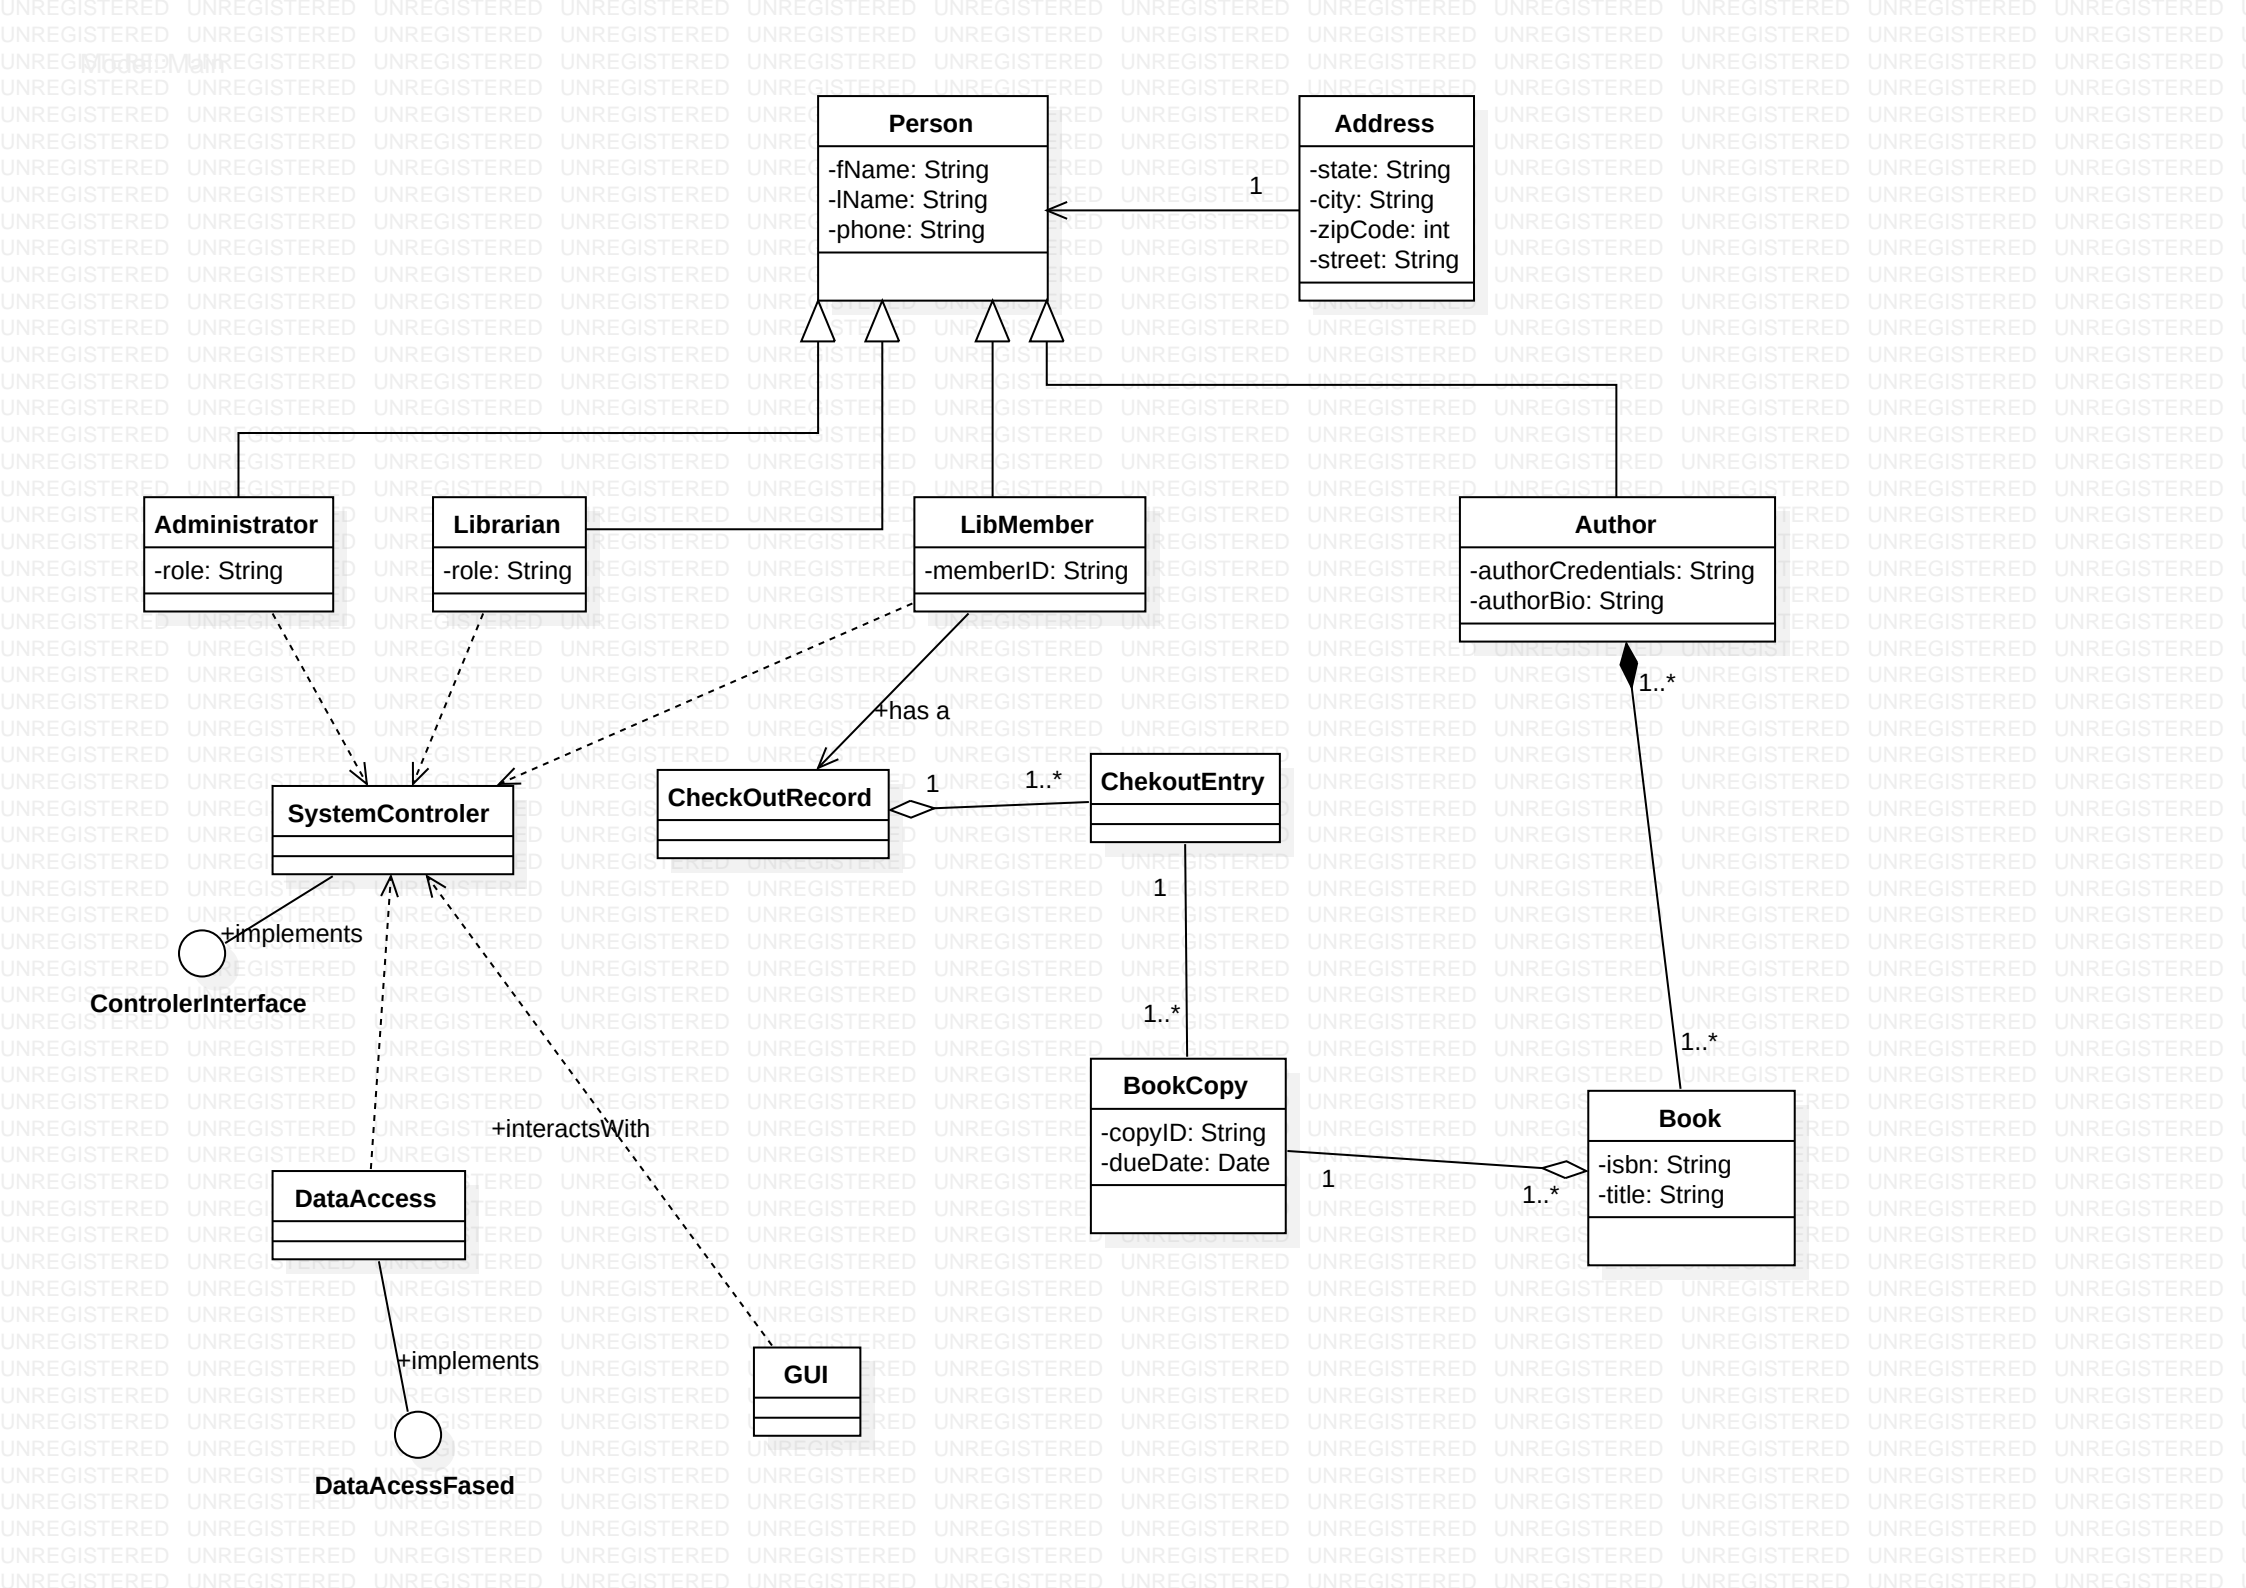 Model::Main
Person
-fName: String
-lName: String
-phone: String
Address
-state: String
-city: String
-zipCode: int
-street: String
1
Administrator
-role: String
Librarian
-role: String
LibMember
-memberID: String
Author
-authorCredentials: String
-authorBio: String
1..*
+has a
SystemControler
CheckOutRecord
1
1..*
ChekoutEntry
1
+implements
ControlerInterface
1..*
1..*
BookCopy
-copyID: String
-dueDate: Date
Book
-isbn: String
-title: String
+interactsWith
1
1..*
DataAccess
+implements
GUI
DataAcessFased
UNREGISTERED